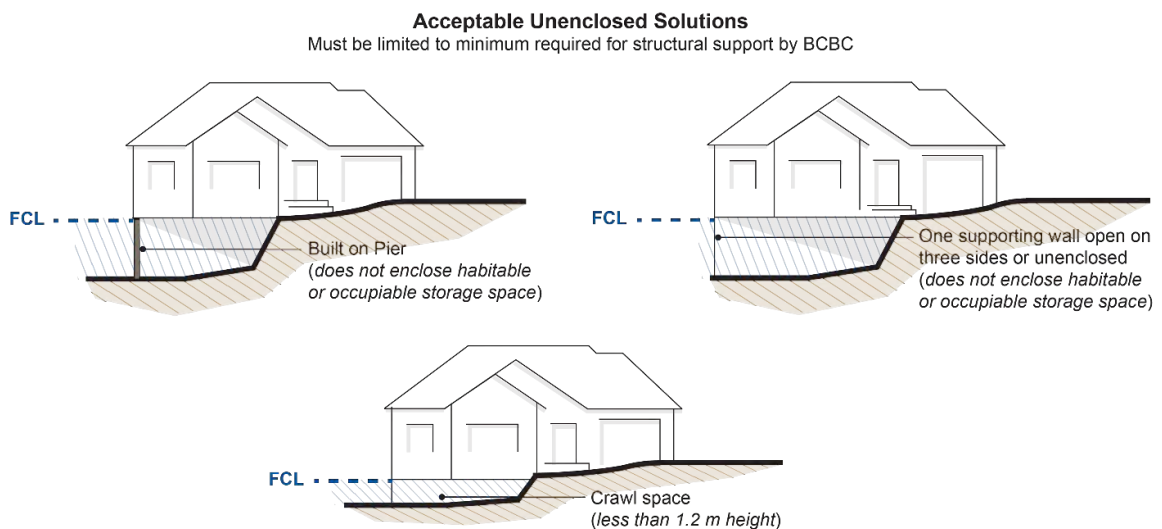 Acceptable Unenclosed Solutions
Must be limited to minimum required for structural support by BCBC
FCL
Built on Pier
(does not enclose habitable
or occupiable storage space)
FCL
One supporting wall open on
three sides or unenclosed
(does not enclose habitable
or occupiable storage space)
FCL
Crawl space
(less than 1.2 m height)